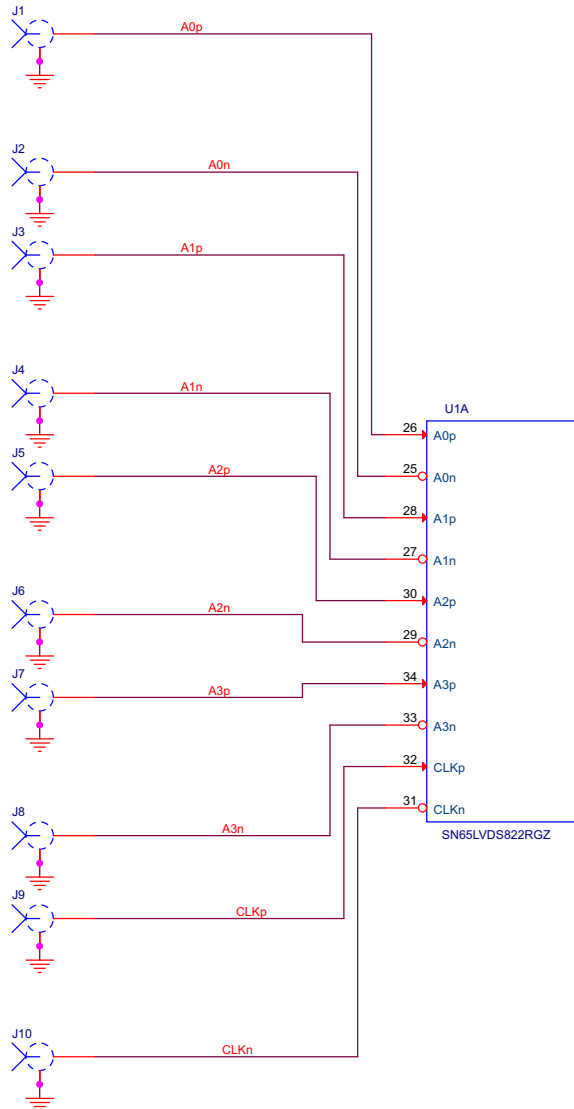 J1
A0p
J2
A0n
J3
A1p
J4
A1n
J5
A2p
J6
A2n
J7
A3p
J8
A3n
J9
CLKp
J10
CLKn
U1A
26 A0p
25 A0n
28 A1p
27 A1n
30 A2p
29 A2n
34 A3p
33 A3n
32 CLKp
31 CLKn
SN65LVDS822RGZ